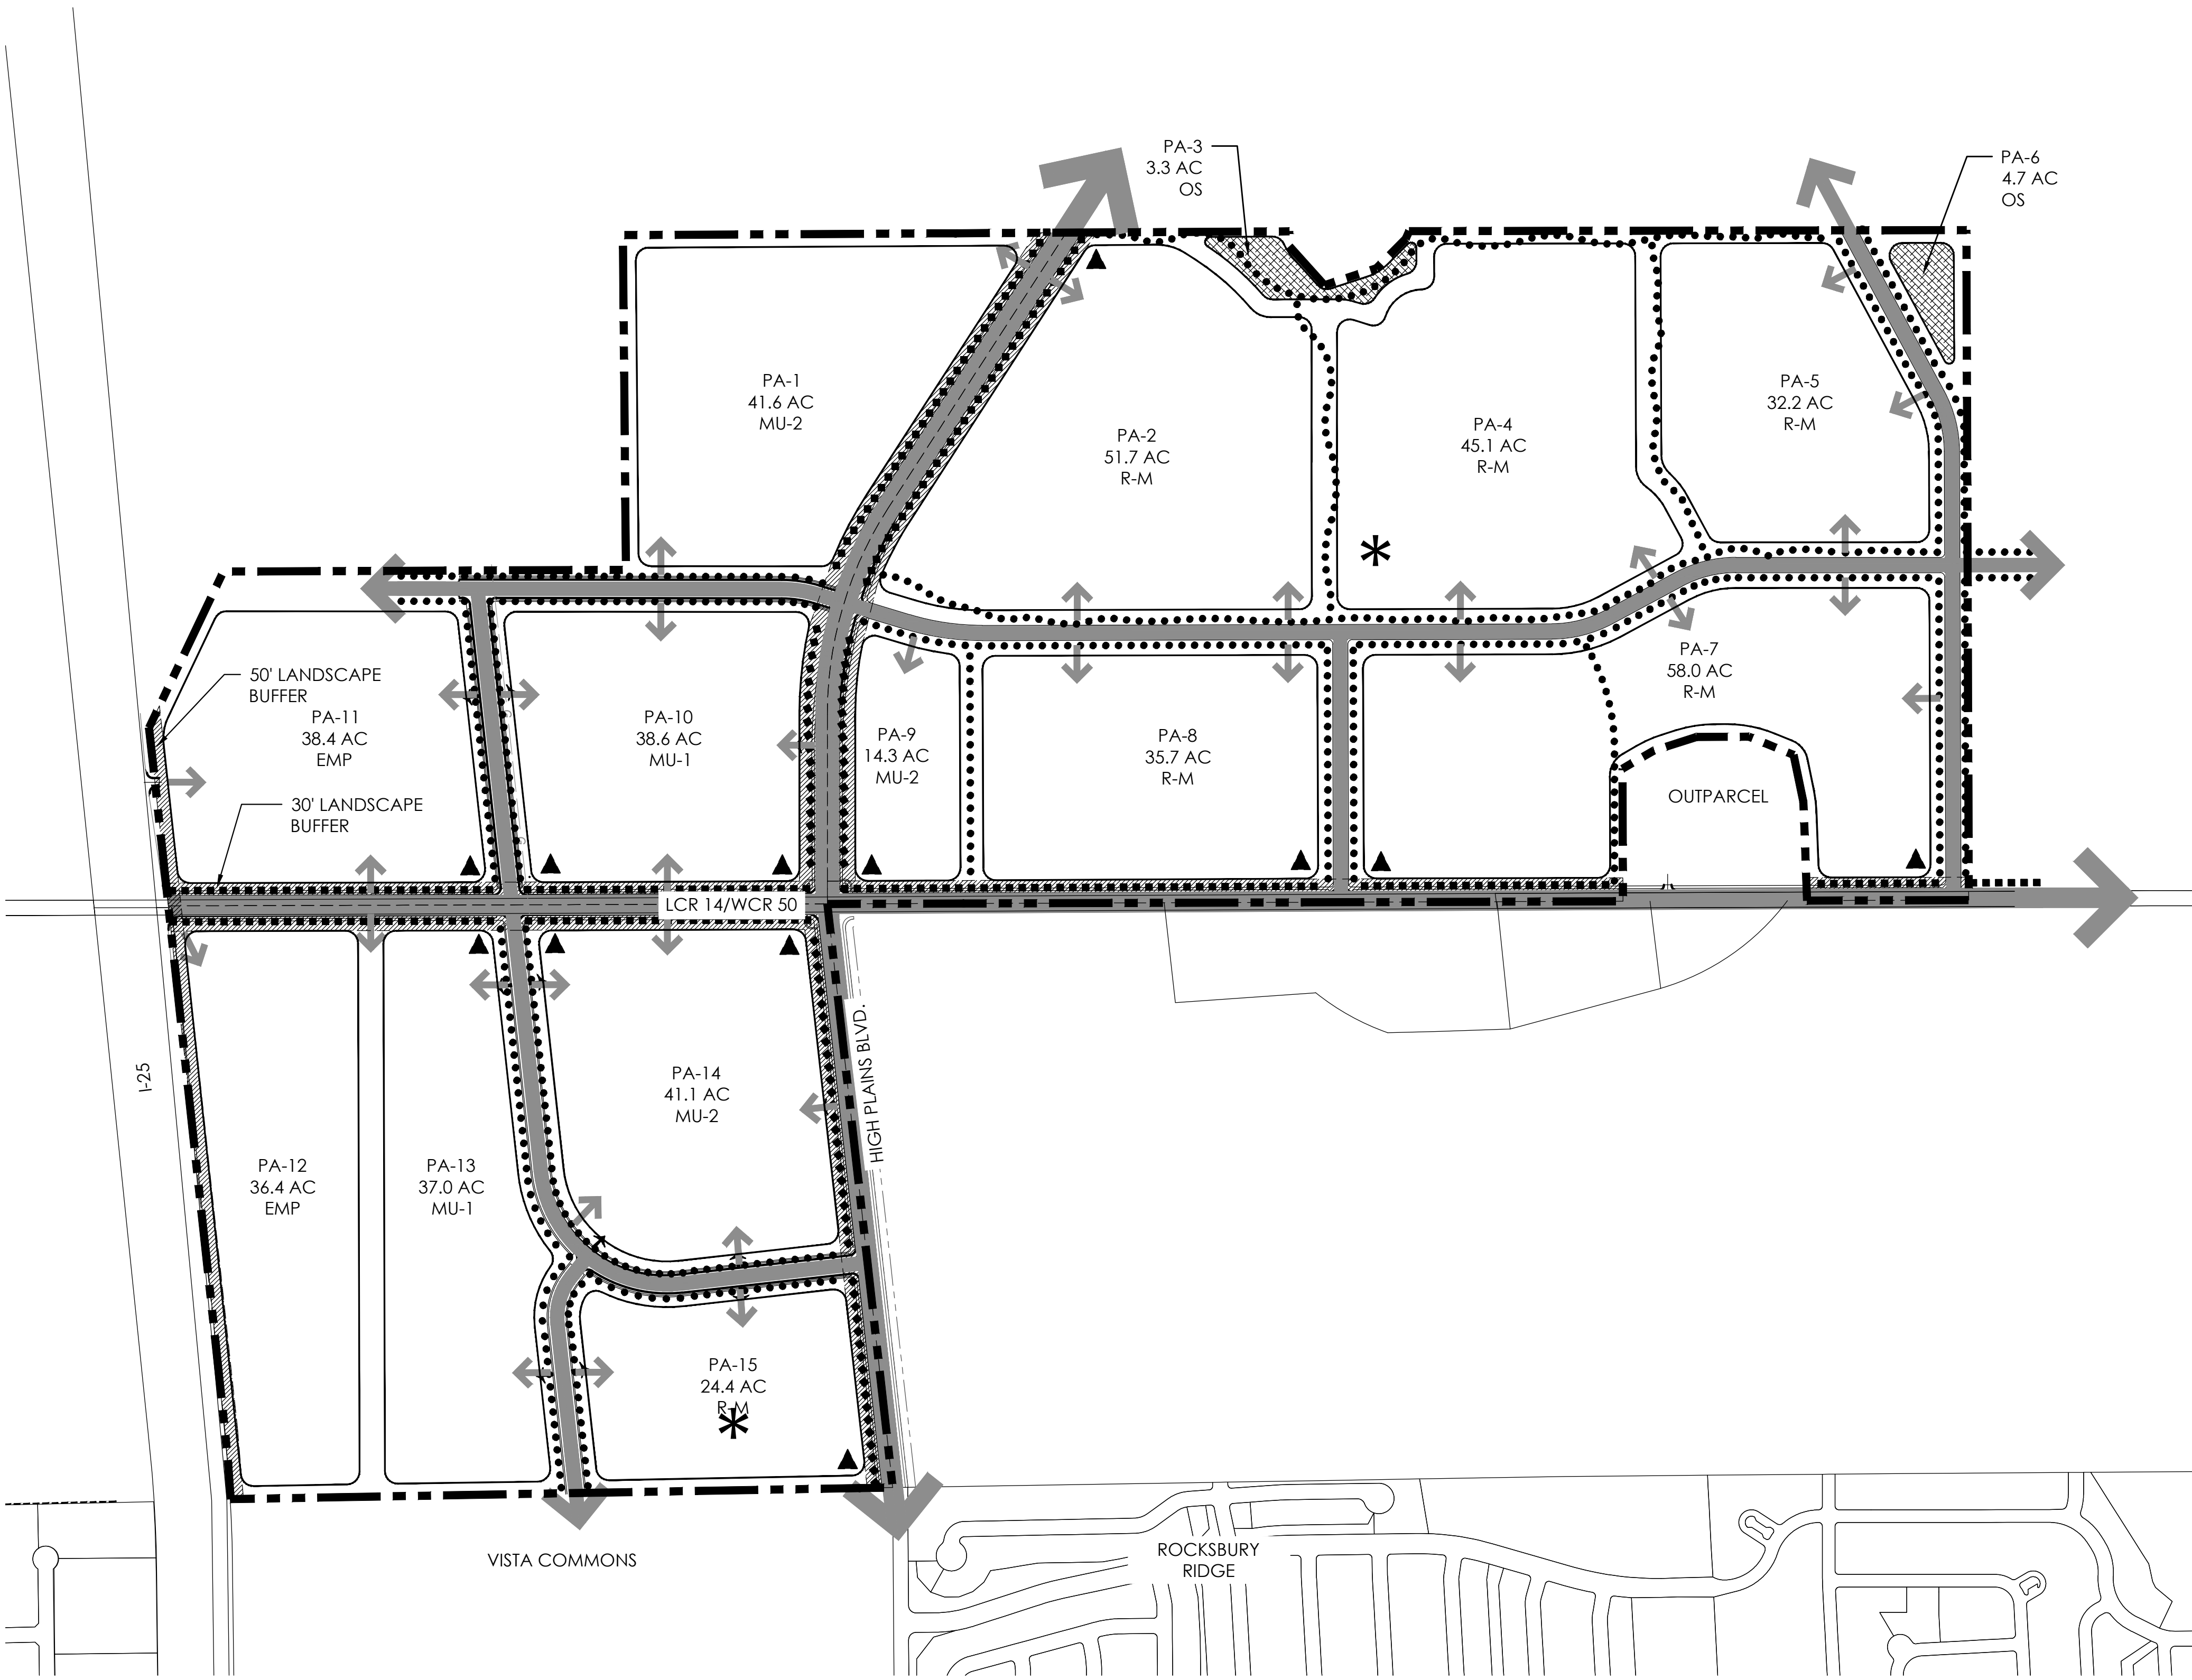 PA-3
3.3 AC
OS
PA-6
4.7 AC
OS
PA-1
41.6 AC
MU-2
PA-2
51.7 AC
R-M
PA-4
45.1 AC
R-M
PA-5
32.2 AC
R-M
50' LANDSCAPE
BUFFER
PA-11
38.4 AC
EMP
30' LANDSCAPE
BUFFER
PA-10
38.6 AC
MU-1
PA-9
14.3 AC
MU-2
PA-8
35.7 AC
R-M
PA-7
58.0 AC
R-M
OUTPARCEL
LCR 14/WCR 50
I-25
HIGH PLAINS BLVD.
PA-14
41.1 AC
MU-2
PA-12
36.4 AC
EMP
PA-13
37.0 AC
MU-1
PA-15
24.4 AC
R-M
VISTA COMMONS
ROCKSBURY
RIDGE